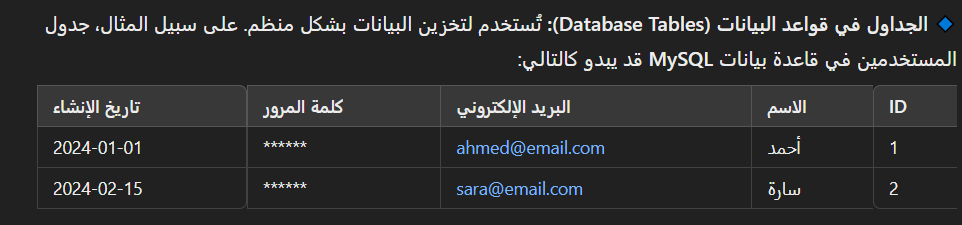 🔷 الجداول في قواعد البيانات (Database Tables): تُستخدم لتخزين البيانات بشكل منظم. على سبيل المثال، جدول
المستخدمين في قاعدة بيانات MySQL قد يبدو كالتالي:
ID الاسم البريد الإلكتروني كلمة المرور تاريخ الإنشاء
1 أحمد ahmed@email.com ****** 2024-01-01
2 سارة sara@email.com ****** 2024-02-15